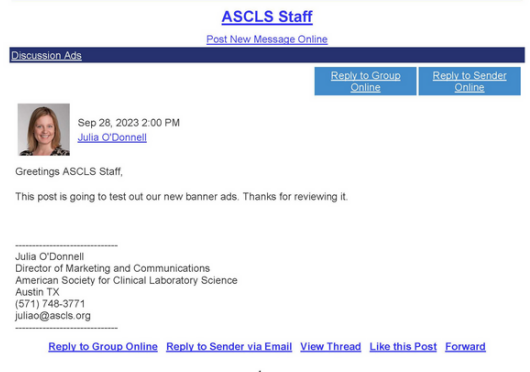 ASCLS Staff
Post New Message Online
Discussion Ads
Reply to Group Online
Reply to Sender Online
Sep 28, 2023 2:00 PM
Julia O'Donnell
Greetings ASCLS Staff,
This post is going to test out our new banner ads. Thanks for reviewing it.
------------------------------
Julia O'Donnell
Director of Marketing and Communications
American Society for Clinical Laboratory Science
Austin TX
(571) 748-3771
juliao@ascls.org
------------------------------
Reply to Group Online Reply to Sender via Email View Thread Like this Post Forward